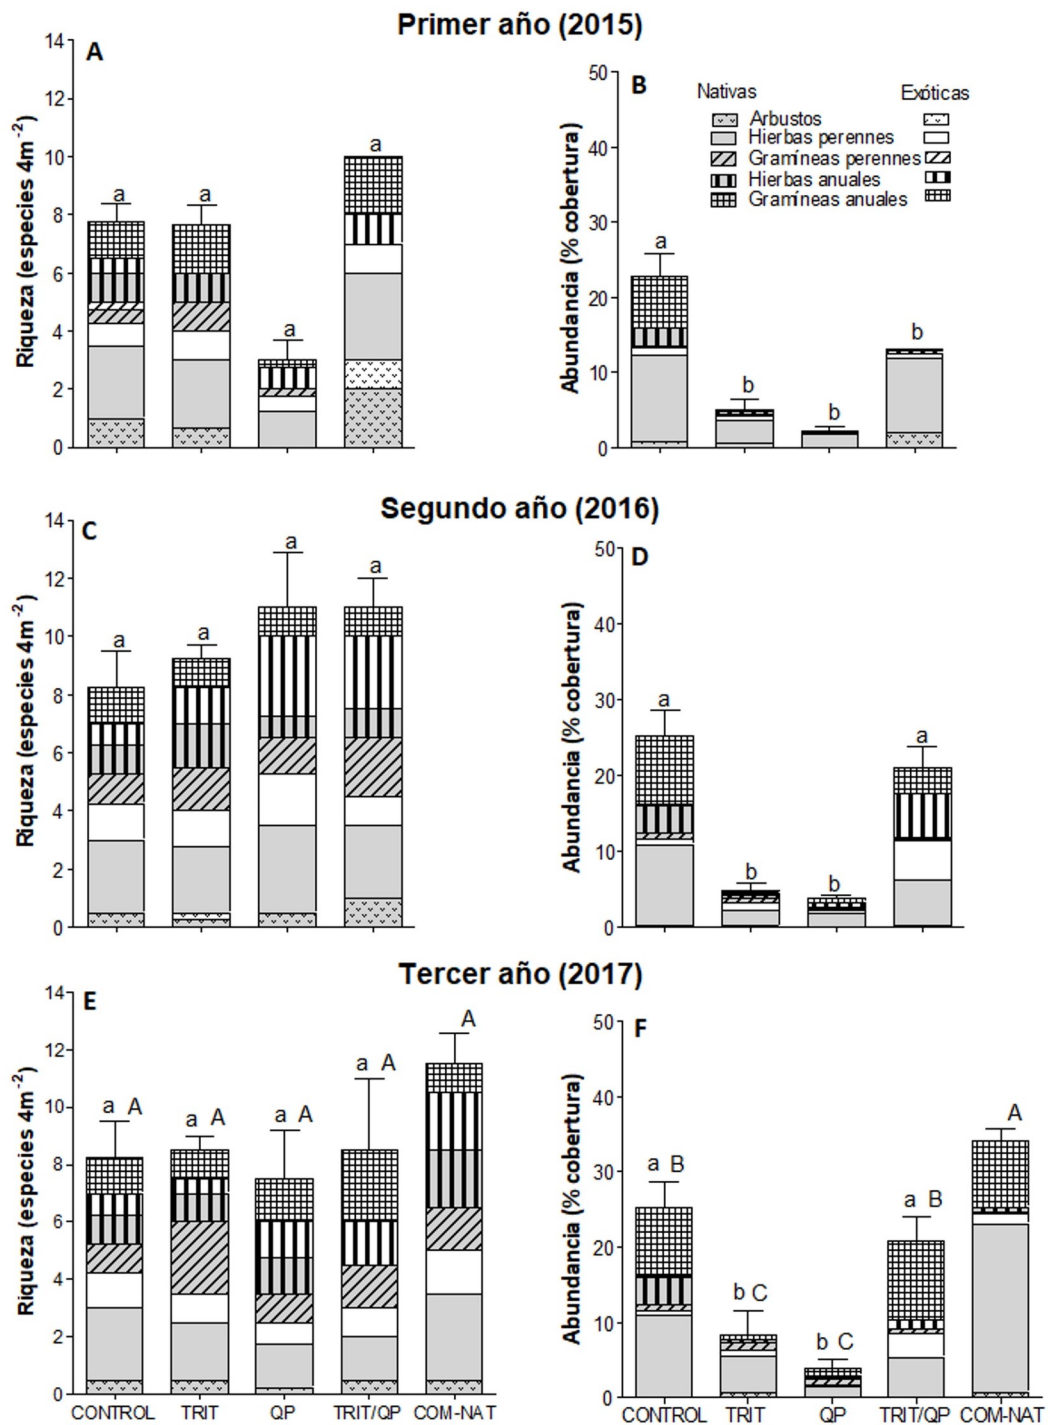 Primer año (2015)
A
Riqueza (especies 4m⁻²)
14
12
10
8
6
4
2
0
a
a
a
a
B
Abundancia (% cobertura)
50
40
30
20
10
0
Nativas Exóticas
Arbustos
Hierbas perennes
Gramíneas perennes
Hierbas anuales
Gramíneas anuales
a
b
b
b
Segundo año (2016)
C
Riqueza (especies 4m⁻²)
14
12
10
8
6
4
2
0
a
a
a
a
D
Abundancia (% cobertura)
50
40
30
20
10
0
a
b
b
a
Tercer año (2017)
E
Riqueza (especies 4m⁻²)
14
12
10
8
6
4
2
0
a A
a A
a A
a A
A
CONTROL TRIT QP TRIT/QP COM-NAT
F
Abundancia (% cobertura)
50
40
30
20
10
0
a B
b C
b C
a B
A
CONTROL TRIT QP TRIT/QP COM-NAT